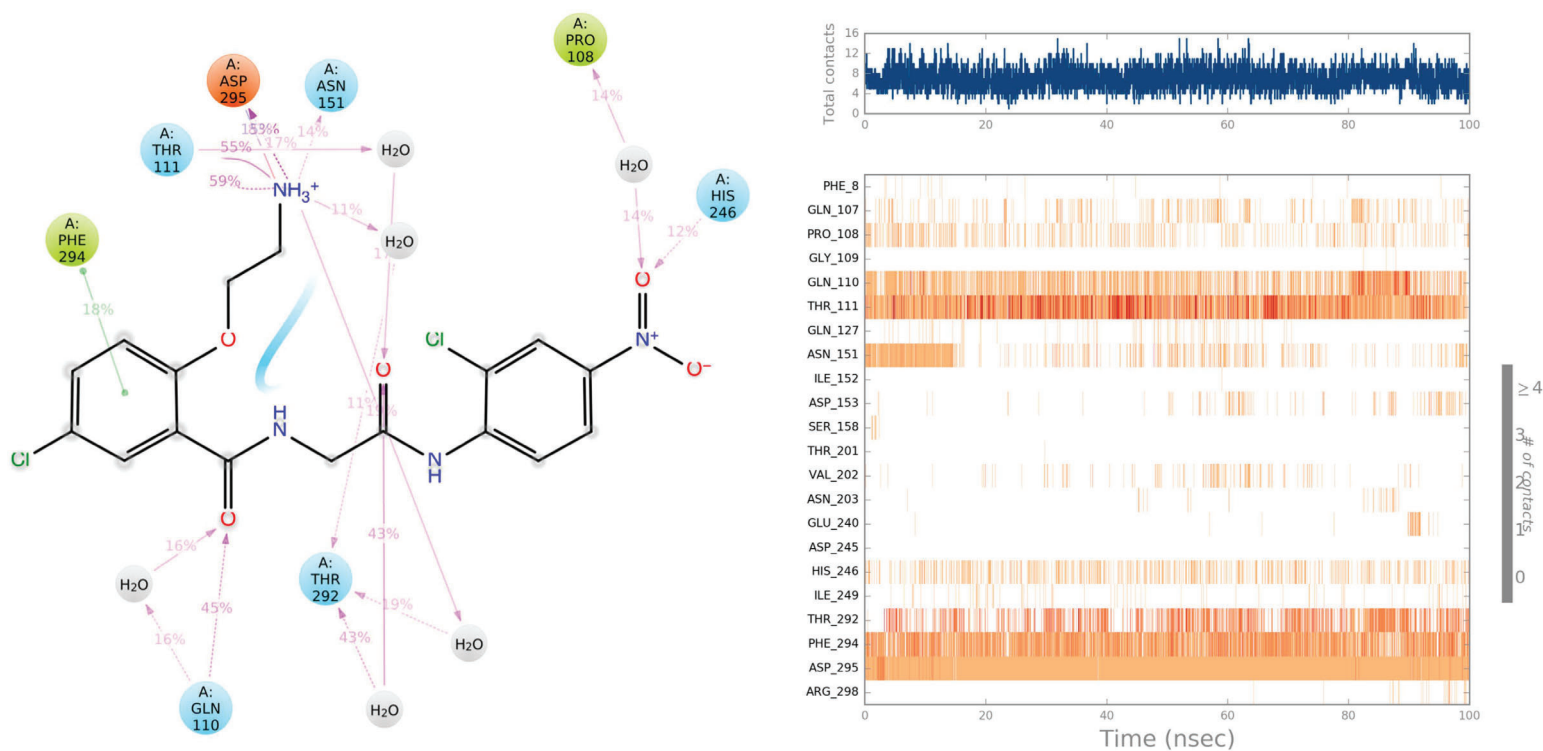 A:
PRO
108
A:
ASP
295
A:
ASN
151
A:
THR
111
14%
17%
14%
55%
H₂O
H₂O
59%
NH₃⁺
A:
HIS
246
11%
14%
12%
H₂O
A:
PHE
294
18%
O
Cl
N⁺
O
O
O⁻
11%
19%
H
N
Cl
N
H
O
43%
16%
H₂O
A:
THR
292
45%
19%
43%
16%
H₂O
A:
GLN
110
H₂O
Total contacts
16
12
8
4
0
0 20 40 60 80 100
PHE_8
GLN_107
PRO_108
GLY_109
GLN_110
THR_111
GLN_127
ASN_151
ILE_152
ASP_153
SER_158
THR_201
VAL_202
ASN_203
GLU_240
ASP_245
HIS_246
ILE_249
THR_292
PHE_294
ASP_295
ARG_298
0 20 40 60 80 100
Time (nsec)
≥4
3
2
1
0
# of contacts